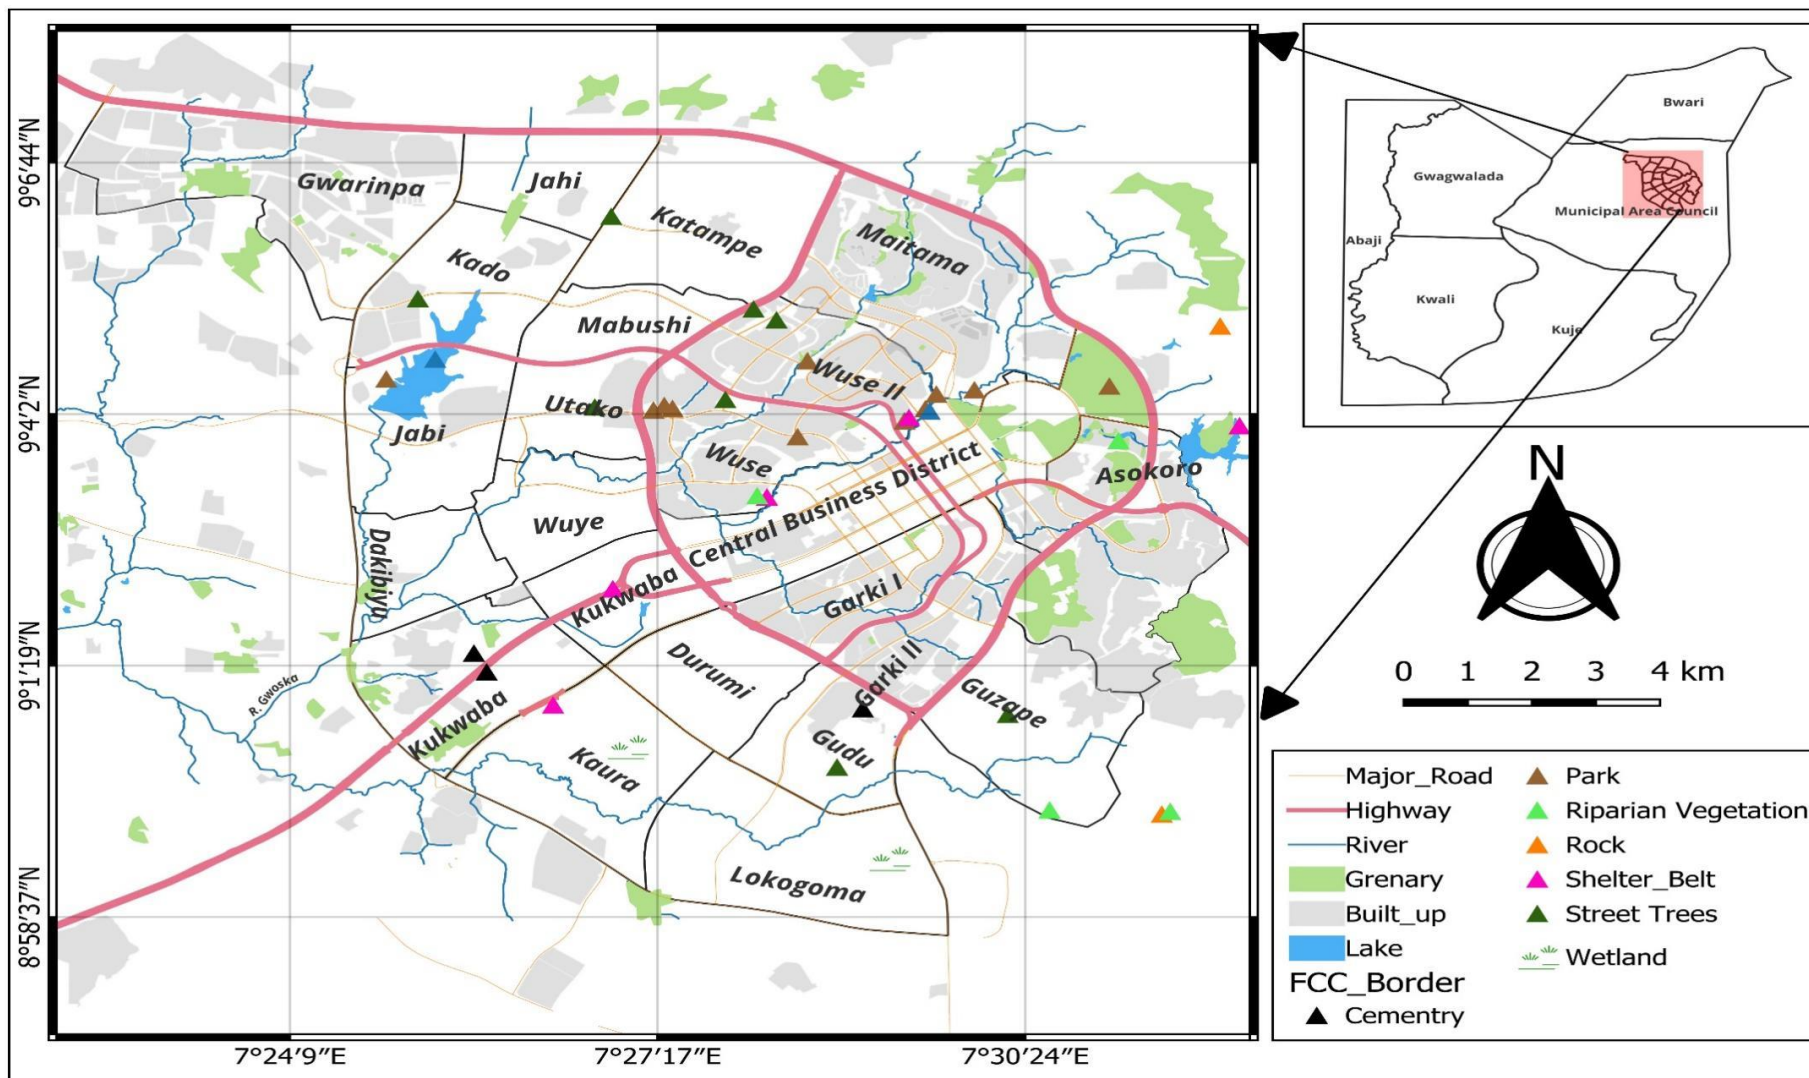 9°6′44″N
9°4′2″N
9°1′19″N
8°58′37″N
7°24′9″E
7°27′17″E
7°30′24″E
Gwarinpa
Jahi
Katampe
Maitama
Kado
Mabushi
Wuse II
Utako
Jabi
Wuse
Asokoro
Central Business District
Wuye
Dakibiyu
Kukwaba
Garki I
Durumi
Garki II
Guzape
R. Gwoska
Kukwaba
Kaura
Gudu
Lokogoma
Bwari
Gwagwalada
Municipal Area Council
Abaji
Kwali
Kuje
N
0 1 2 3 4 km
Major_Road
Highway
River
Grenary
Built_up
Lake
FCC_Border
Cementry
Park
Riparian Vegetation
Rock
Shelter_Belt
Street Trees
Wetland